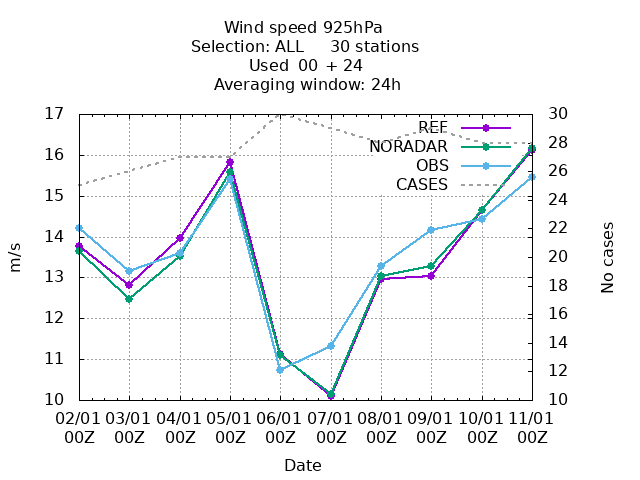 Wind speed 925hPa
Selection: ALL 30 stations
Used 00 + 24
Averaging window: 24h
REF
NORADAR
OBS
CASES
17
16
15
14
13
12
11
10
m/s
30
28
26
24
22
20
18
16
14
12
10
No cases
02/01 03/01 04/01 05/01 06/01 07/01 08/01 09/01 10/01 11/01
00Z 00Z 00Z 00Z 00Z 00Z 00Z 00Z 00Z 00Z
Date